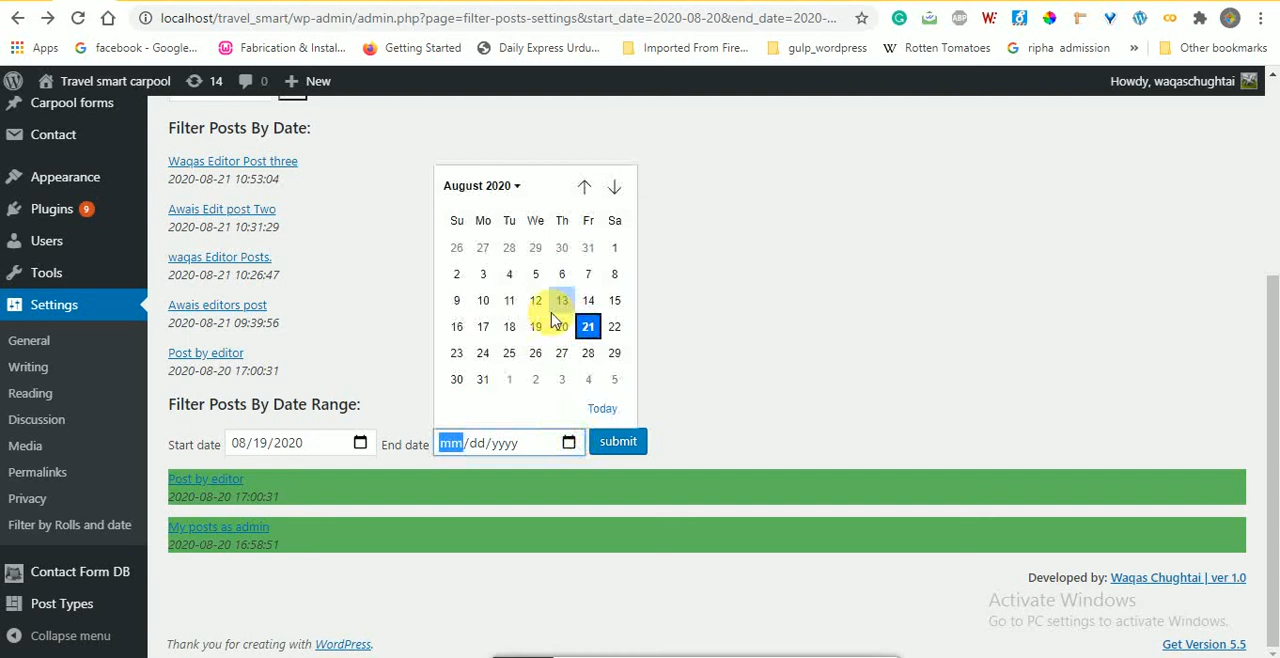 localhost/travel_smart/wp-admin/admin.php?page=filter-posts-settings&start_date=2020-08-20&end_date=2020-...
Apps facebook - Google... Fabrication & Instal... Getting Started Daily Express Urdu... Imported From Fire... gulp_wordpress Rotten Tomatoes ripha admission » Other bookmarks
Travel smart carpool 14 0 New Howdy, waqaschughtai
Carpool forms
Contact
Appearance
Plugins 9
Users
Tools
Settings
General
Writing
Reading
Discussion
Media
Permalinks
Privacy
Filter by Rolls and date
Contact Form DB
Post Types
Collapse menu
Filter Posts By Date:
Waqas Editor Post three
2020-08-21 10:53:04
Awais Edit post Two
2020-08-21 10:31:29
waqas Editor Posts.
2020-08-21 10:26:47
Awais editors post
2020-08-21 09:39:56
Post by editor
2020-08-20 17:00:31
August 2020
Su Mo Tu We Th Fr Sa
26 27 28 29 30 31 1
2 3 4 5 6 7 8
9 10 11 12 13 14 15
16 17 18 19 20 21 22
23 24 25 26 27 28 29
30 31 1 2 3 4 5
Today
Filter Posts By Date Range:
Start date 08/19/2020 End date mm/dd/yyyy submit
Post by editor
2020-08-20 17:00:31
My posts as admin
2020-08-20 16:58:51
Developed by: Waqas Chughtai | ver 1.0
Activate Windows
Go to PC settings to activate Windows.
Thank you for creating with WordPress.
Get Version 5.5